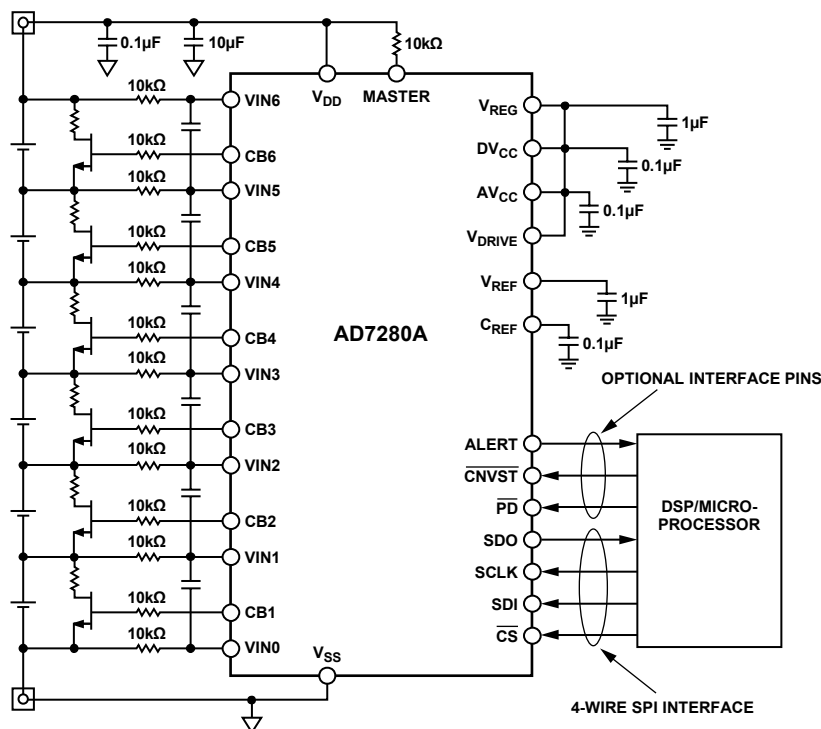 0.1µF
10µF
10kΩ
VDD
MASTER
10kΩ
VIN6
10kΩ
CB6
10kΩ
VIN5
10kΩ
CB5
10kΩ
VIN4
10kΩ
CB4
10kΩ
VIN3
10kΩ
CB3
10kΩ
VIN2
10kΩ
CB2
10kΩ
VIN1
10kΩ
CB1
10kΩ
VIN0
VSS
AD7280A
VREG
1µF
DVCC
0.1µF
AVCC
0.1µF
VDRIVE
VREF
1µF
CREF
0.1µF
OPTIONAL INTERFACE PINS
ALERT
CNVST
PD
SDO
SCLK
SDI
CS
DSP/MICRO-
PROCESSOR
4-WIRE SPI INTERFACE